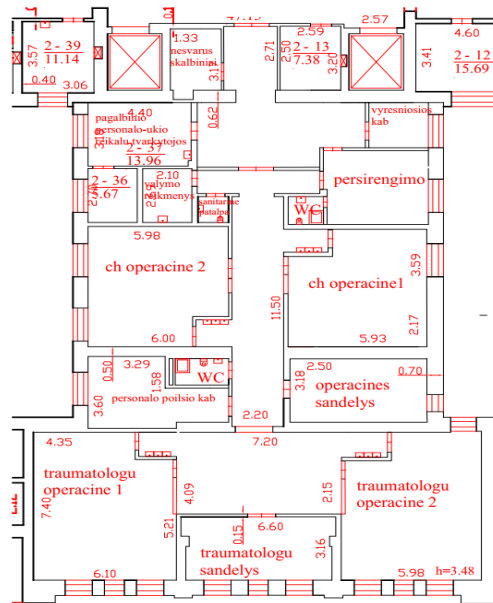 47.15
2.57
1.33
nesvarus
skalbiniai
3.57
2 - 39
11.14
0.40
3.06
2.71
2.50
2.59
2 - 13
7.38
3.20
3.41
4.60
2 - 12
15.69
0.62
4.40
pagalbinio
personalo-ukio
reikalu tvarkytojos
2 - 37
13.96
vyresniosios
kab
2 - 36
2.10
valymo
sanitarine
patalpa
WC
persirengimo
5.98
ch operacine 2
6.00
11.50
ch operacine1
3.59
2.17
5.93
0.50
3.29
1.58
WC
3.60
personalo poilsio kab
2.20
2.50
3.18
operacines
sandelys
0.70
4.35
7.20
traumatologu
operacine 1
7.40
4.09
5.21
6.10
2.15
traumatologu
operacine 2
0.15
6.60
3.16
traumatologu
sandelys
5.98
h=3.48